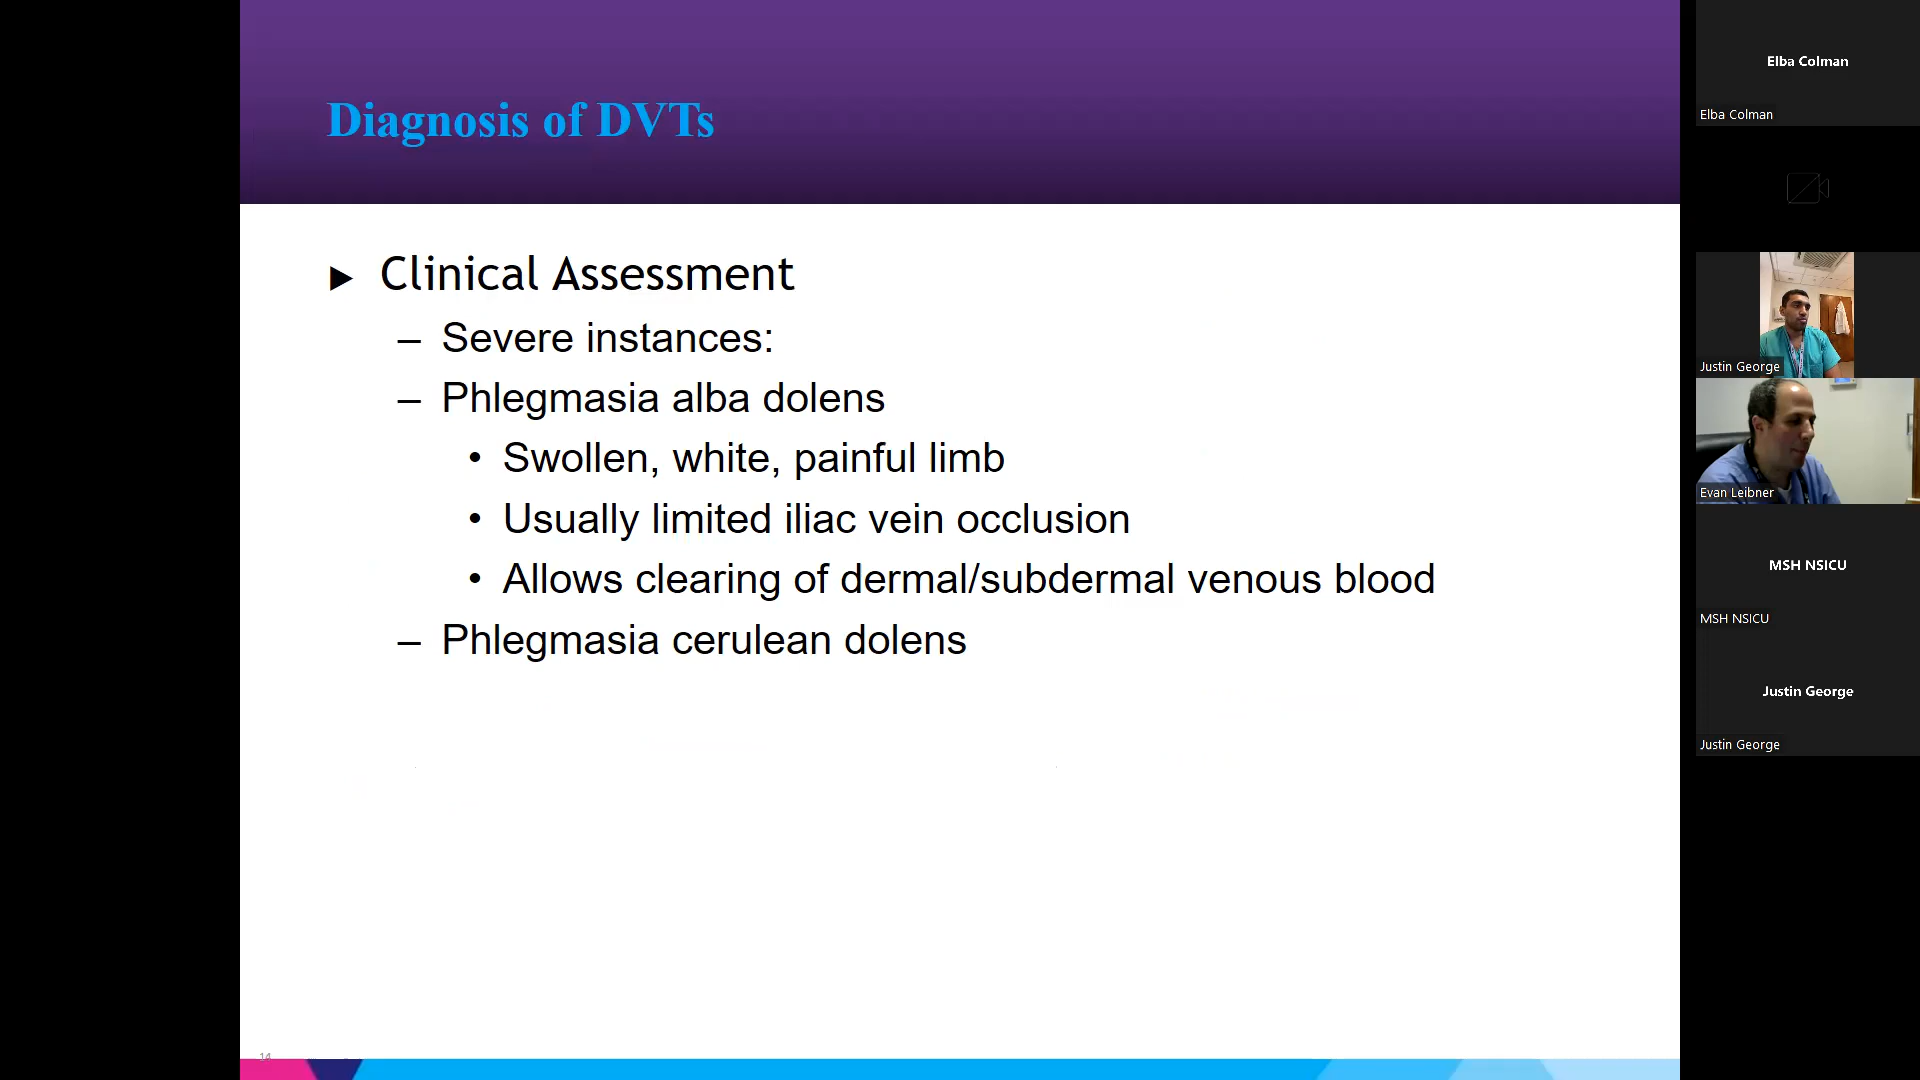 Diagnosis of DVTs
► Clinical Assessment
– Severe instances:
– Phlegmasia alba dolens
• Swollen, white, painful limb
• Usually limited iliac vein occlusion
• Allows clearing of dermal/subdermal venous blood
– Phlegmasia cerulean dolens
14
Elba Colman
Elba Colman
Justin George
Evan Leibner
MSH NSICU
MSH NSICU
Justin George
Justin George